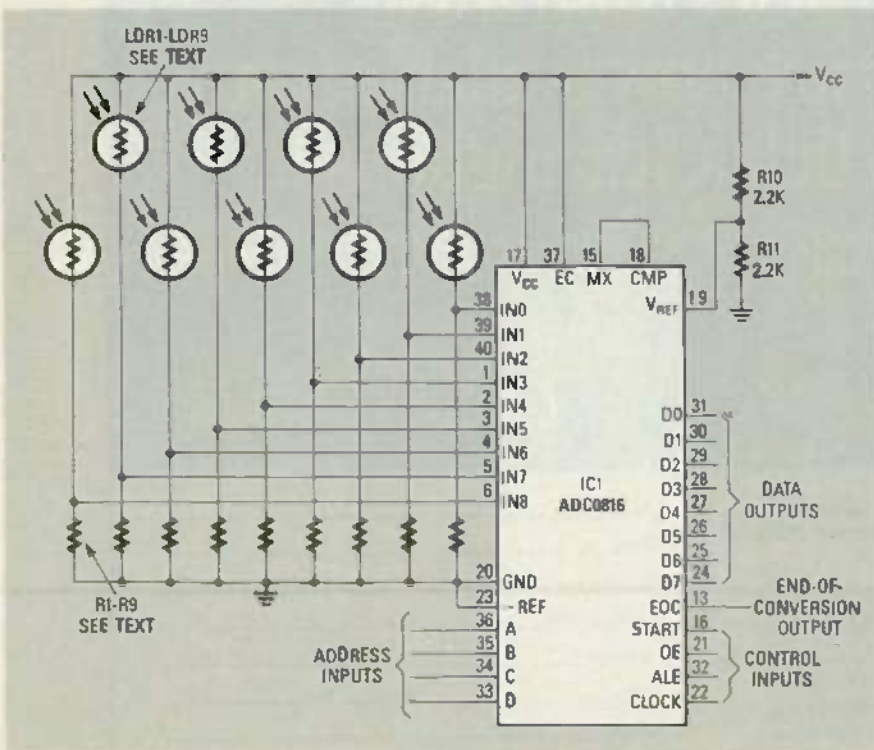 LDR1-LDR9
SEE TEXT
Vcc
R10
2.2K
R11
2.2K
17 37 15 18
Vcc EC MX CMP
VREF 19
38 IN0
39 IN1
40 IN2
1 IN3
2 IN4
3 IN5
4 IN6
5 IN7
6 IN8
IC1
ADC0816
D0 31
D1 30
D2 29
D3 28
D4 27
D5 26
D6 25
D7 24
DATA
OUTPUTS
R1-R9
SEE TEXT
20 GND
23 -REF
36 A
35 B
34 C
33 D
ADDRESS
INPUTS
EOC 13
START 16
OE 21
ALE 32
CLOCK 22
END-OF-
CONVERSION
OUTPUT
CONTROL
INPUTS